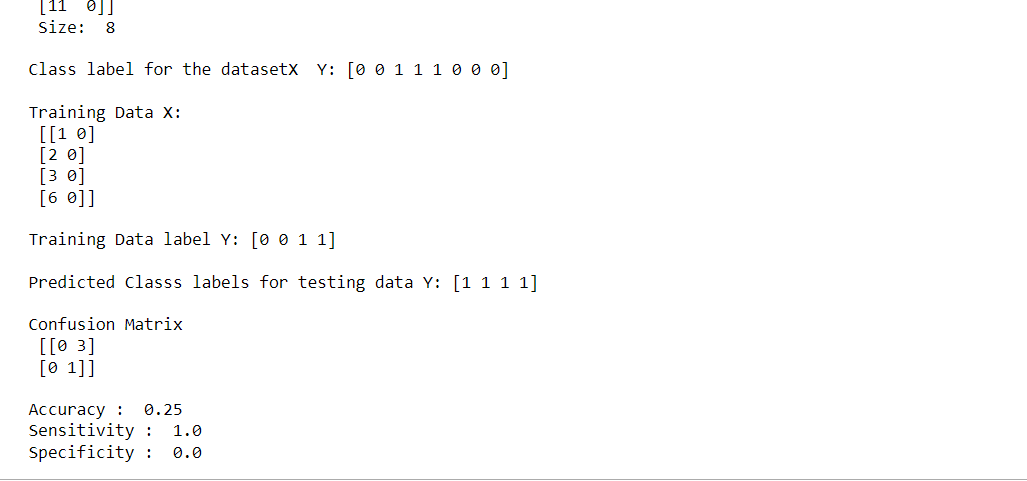 [11  0]]
Size:  8
Class label for the datasetX  Y: [0 0 1 1 1 0 0 0]
Training Data X:
[[1 0]
[2 0]
[3 0]
[6 0]]
Training Data label Y: [0 0 1 1]
Predicted Classs labels for testing data Y: [1 1 1 1]
Confusion Matrix
[[0 3]
[0 1]]
Accuracy :  0.25
Sensitivity :  1.0
Specificity :  0.0